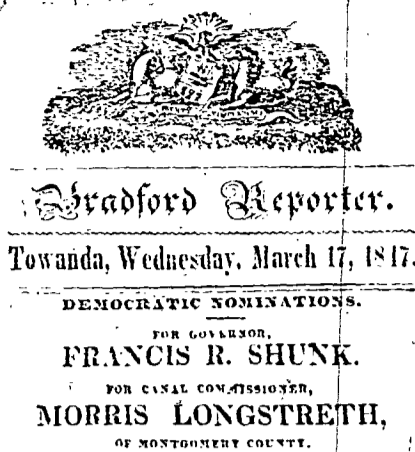 Bradford Reporter.
Towanda, Wednesday, March 17, 1847.
DEMOCRATIC NOMINATIONS.
FOR GOVERNOR,
FRANCIS R. SHUNK.
FOR CANAL COMMISSIONER,
MORRIS LONGSTRETH,
OF MONTGOMERY COUNTY.